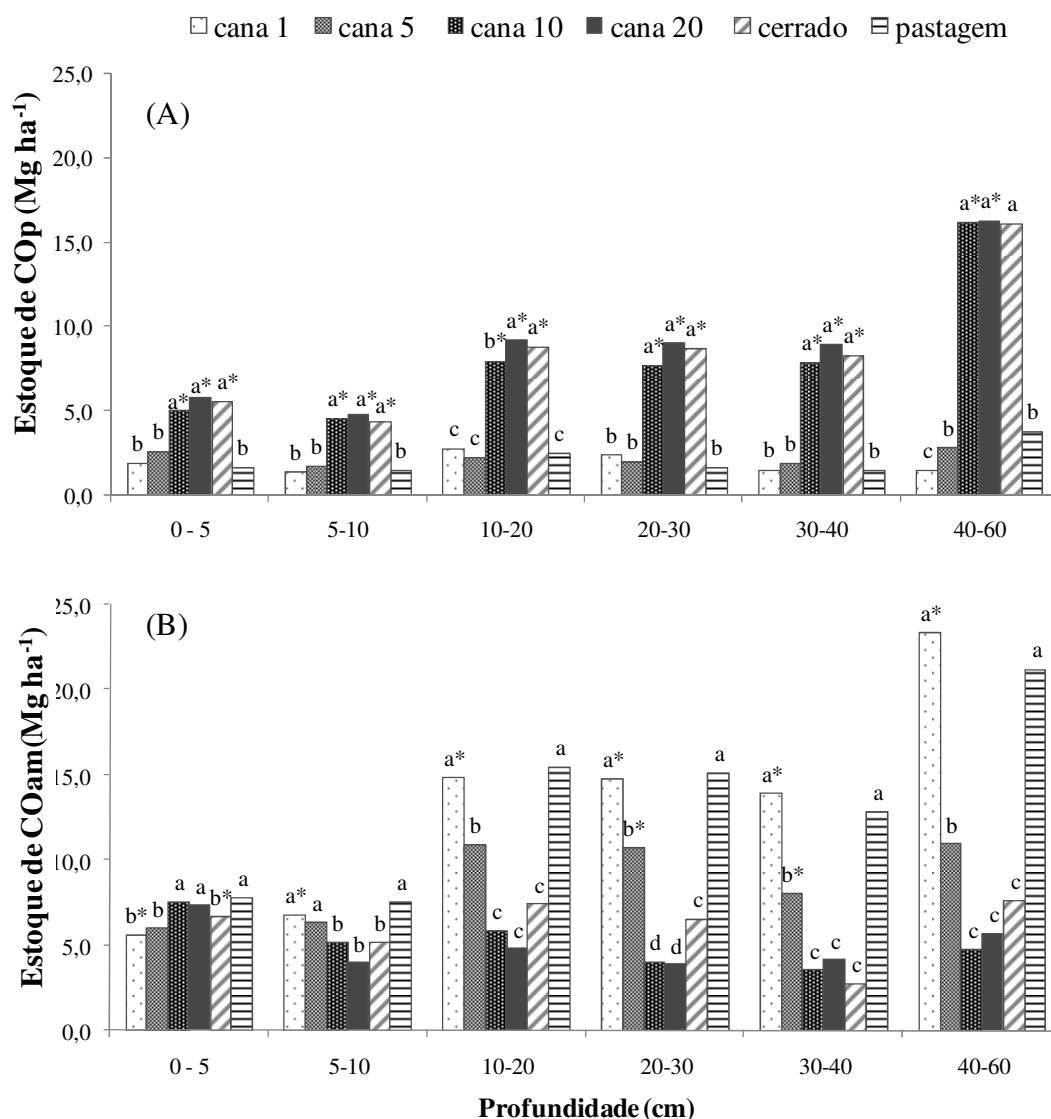 cana 1 cana 5 cana 10 cana 20 cerrado pastagem
Estoque de COp (Mg ha⁻¹)
(A)
25,0
20,0
15,0
10,0
5,0
0,0
b b a* a* a* b
b b a* a* a* b
c c b* a* a* c
b b a* a* a* b
b b a* a* a* b
c b a* a* a b
0 - 5 5-10 10-20 20-30 30-40 40-60
Estoque de COam (Mg ha⁻¹)
(B)
25,0
20,0
15,0
10,0
5,0
0,0
b* b a a b* a
a* a b b b a
a* b c c c a
a* b* d d c a
a* b* c c c a
a* b c c c a
0 - 5 5-10 10-20 20-30 30-40 40-60
Profundidade (cm)